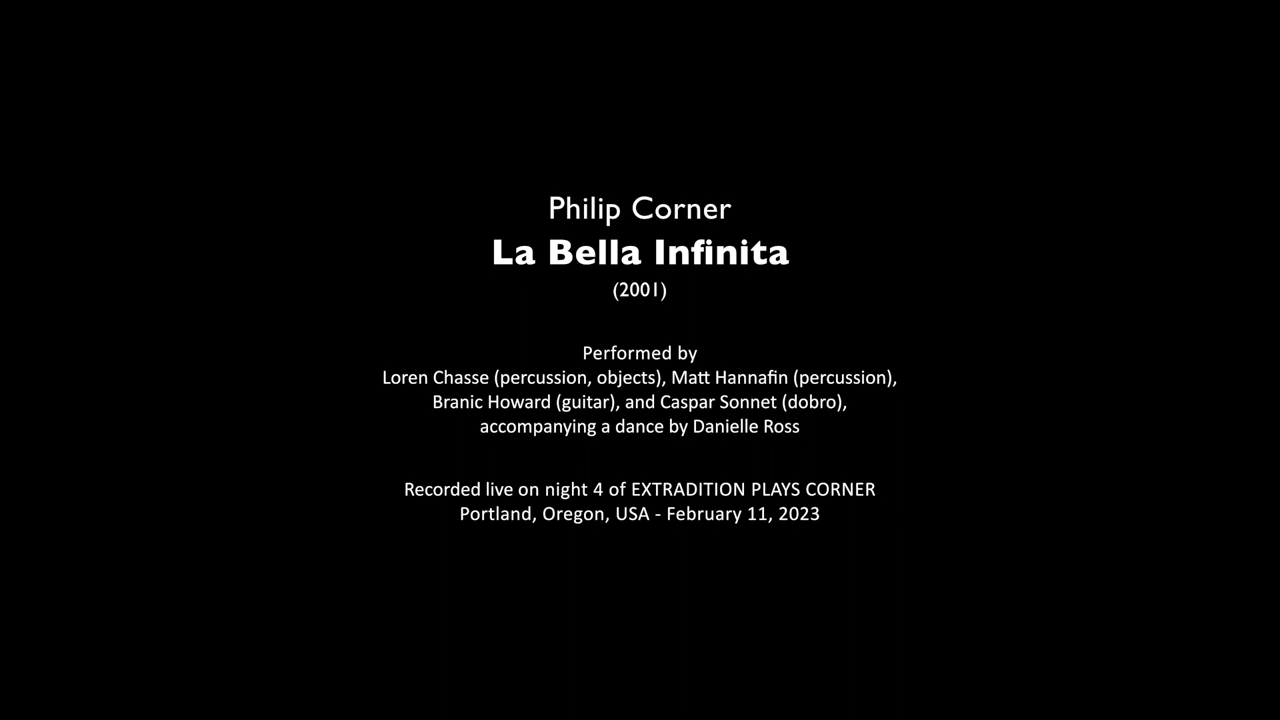 Philip Corner
La Bella Infinita
(2001)
Performed by
Loren Chasse (percussion, objects), Matt Hannafin (percussion),
Branic Howard (guitar), and Caspar Sonnet (dobro),
accompanying a dance by Danielle Ross
Recorded live on night 4 of EXTRADITION PLAYS CORNER
Portland, Oregon, USA - February 11, 2023